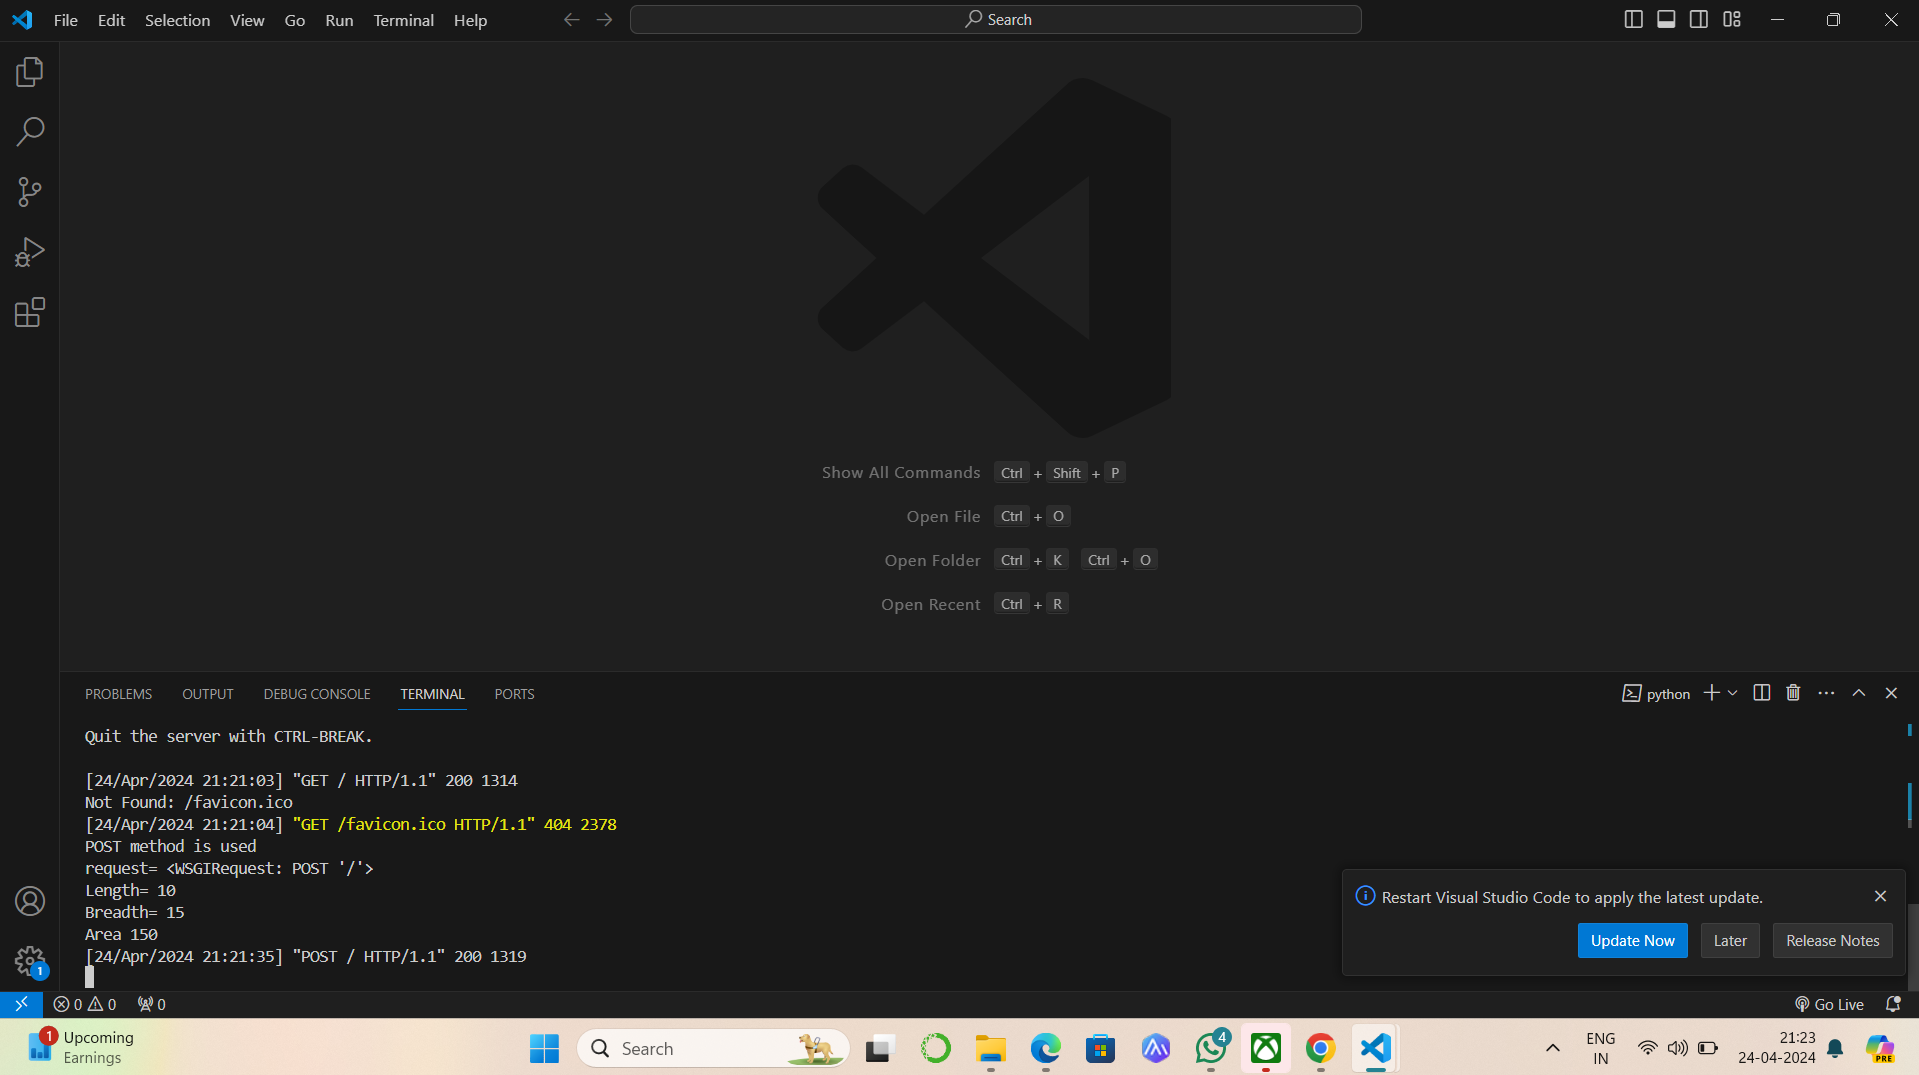 File Edit Selection View Go Run Terminal Help
Search
Show All Commands Ctrl + Shift + P
Open File Ctrl + O
Open Folder Ctrl + K Ctrl + O
Open Recent Ctrl + R
PROBLEMS OUTPUT DEBUG CONSOLE TERMINAL PORTS
python
Quit the server with CTRL-BREAK.
[24/Apr/2024 21:21:03] "GET / HTTP/1.1" 200 1314
Not Found: /favicon.ico
[24/Apr/2024 21:21:04] "GET /favicon.ico HTTP/1.1" 404 2378
POST method is used
request= <WSGIRequest: POST '/'>
Length= 10
Breadth= 15
Area 150
[24/Apr/2024 21:21:35] "POST / HTTP/1.1" 200 1319
Restart Visual Studio Code to apply the latest update.
Update Now Later Release Notes
1
0 0 0
Go Live
1
Upcoming
Earnings
Search
4
ENG
IN
21:23
24-04-2024
PRE